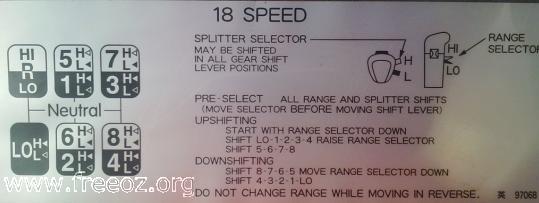 18 SPEED
SPLITTER SELECTOR
MAY BE SHIFTED
IN ALL GEAR SHIFT
LEVER POSITIONS
H
L
HI
LO
RANGE
SELECTOR
HI
R
LO
5 H L
1 H L
7 H L
3 H L
Neutral
LO H L
6 H L
2 H L
8 H L
4 H L
PRE-SELECT ALL RANGE AND SPLITTER SHIFTS
(MOVE SELECTOR BEFORE MOVING SHIFT LEVER)
UPSHIFTING
START WITH RANGE SELECTOR DOWN
SHIFT LO-1-2-3-4 RAISE RANGE SELECTOR
SHIFT 5-6-7-8
DOWNSHIFTING
SHIFT 8-7-6-5 MOVE RANGE SELECTOR DOWN
SHIFT 4-3-2-1-LO
DO NOT CHANGE RANGE WHILE MOVING IN REVERSE.
英 97068
www.freeoz.org